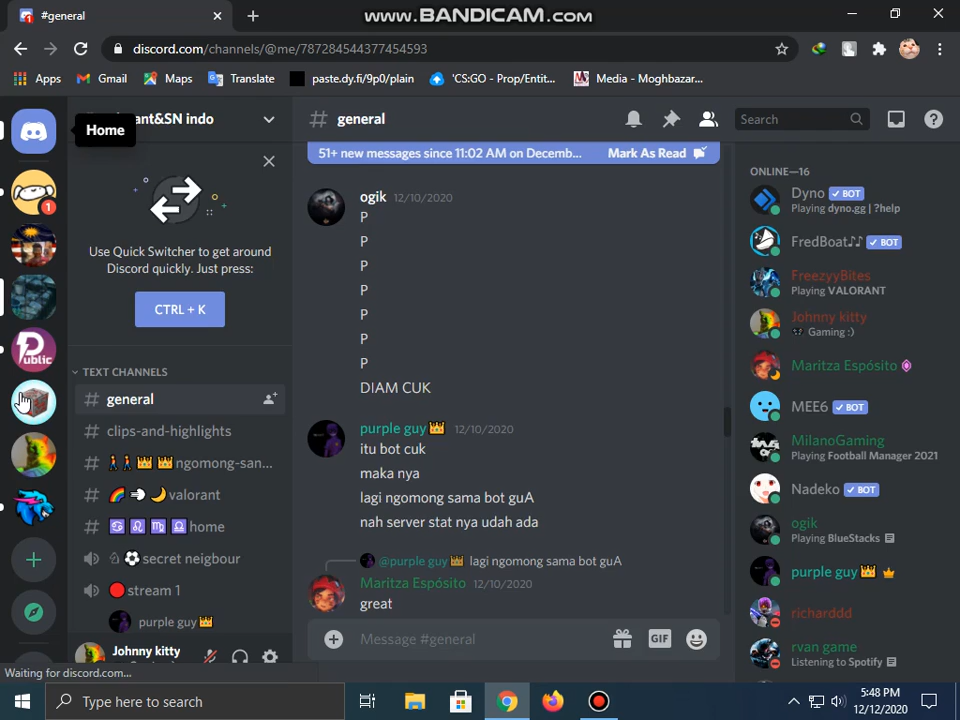 #general
www.BANDICAM.com
discord.com/channels/@me/787284544377454593
Apps
Gmail
Maps
Translate
paste.dy.fi/9p0/plain
'CS:GO - Prop/Entit...
Media - Moghbazar...
Home
ant&SN indo
Use Quick Switcher to get around
Discord quickly. Just press:
CTRL + K
TEXT CHANNELS
general
clips-and-highlights
ngomong-san...
valorant
home
secret neigbour
stream 1
purple guy
Johnny kitty
1
Public
# general
Search
51+ new messages since 11:02 AM on Decemb...
Mark As Read
ogik 12/10/2020
P
P
P
P
P
P
P
DIAM CUK
purple guy 12/10/2020
itu bot cuk
maka nya
lagi ngomong sama bot guA
nah server stat nya udah ada
@purple guy lagi ngomong sama bot guA
Maritza Espósito 12/10/2020
great
Message #general
GIF
ONLINE—16
Dyno ✓ BOT
Playing dyno.gg | ?help
FredBoat♪♪ ✓ BOT
FreezyyBites
Playing VALORANT
Johnny kitty
Gaming :)
Maritza Espósito
MEE6 ✓ BOT
MilanoGaming
Playing Football Manager 2021
Nadeko ✓ BOT
ogik
Playing BlueStacks
purple guy
richarddd
rvan game
Listening to Spotify
Waiting for discord.com...
Type here to search
5:48 PM
12/12/2020